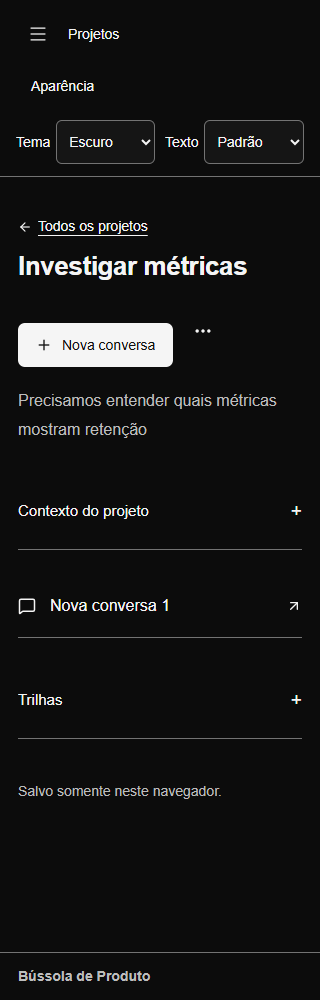 Projetos
Aparência
Tema Escuro Texto Padrão
Todos os projetos
Investigar métricas
Nova conversa
Precisamos entender quais métricas
mostram retenção
Contexto do projeto +
Nova conversa 1
Trilhas +
Salvo somente neste navegador.
Bússola de Produto